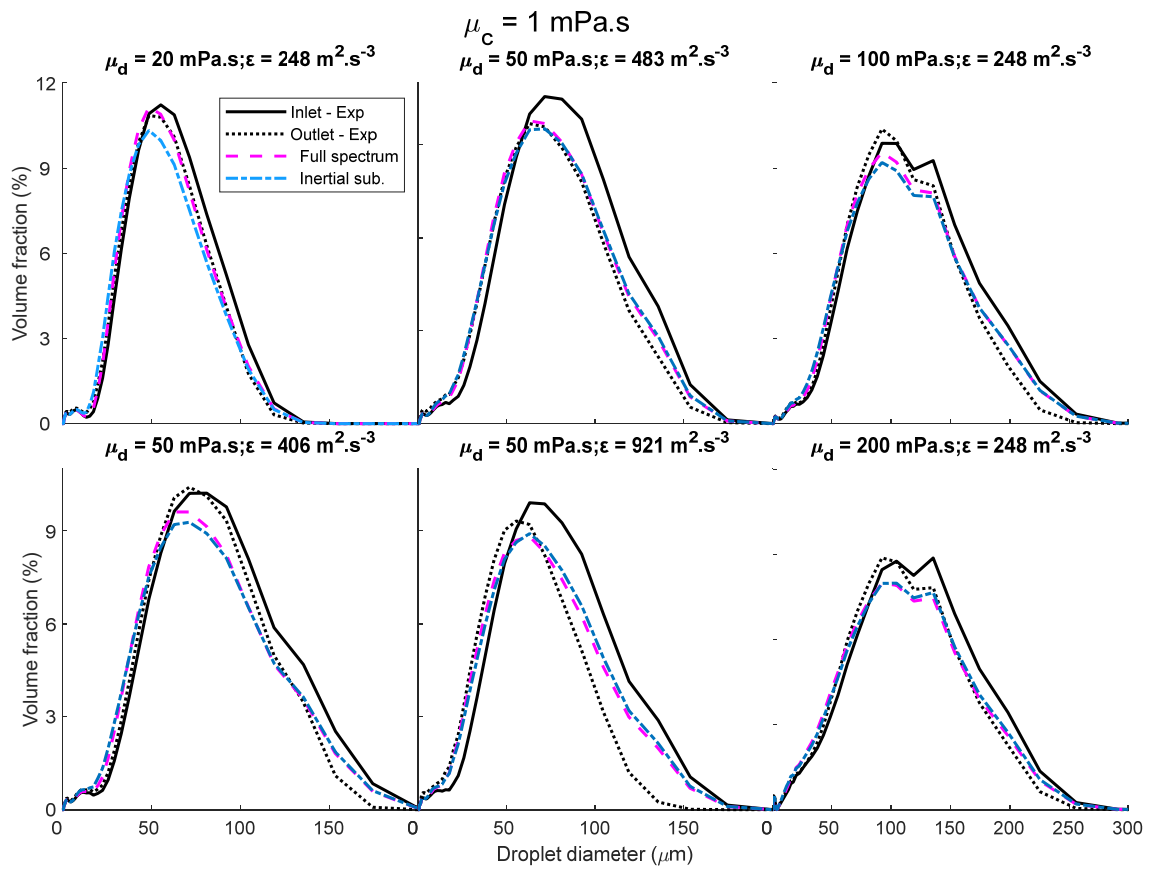 μc = 1 mPa.s
μd = 20 mPa.s;ε = 248 m².s⁻³
μd = 50 mPa.s;ε = 483 m².s⁻³
μd = 100 mPa.s;ε = 248 m².s⁻³
12
9
6
3
0
Volume fraction (%)
Inlet - Exp
Outlet - Exp
Full spectrum
Inertial sub.
μd = 50 mPa.s;ε = 406 m².s⁻³
μd = 50 mPa.s;ε = 921 m².s⁻³
μd = 200 mPa.s;ε = 248 m².s⁻³
9
6
3
0
Volume fraction (%)
0 50 100 150 0 50 100 150 0 50 100 150 200 250 300
Droplet diameter (μm)